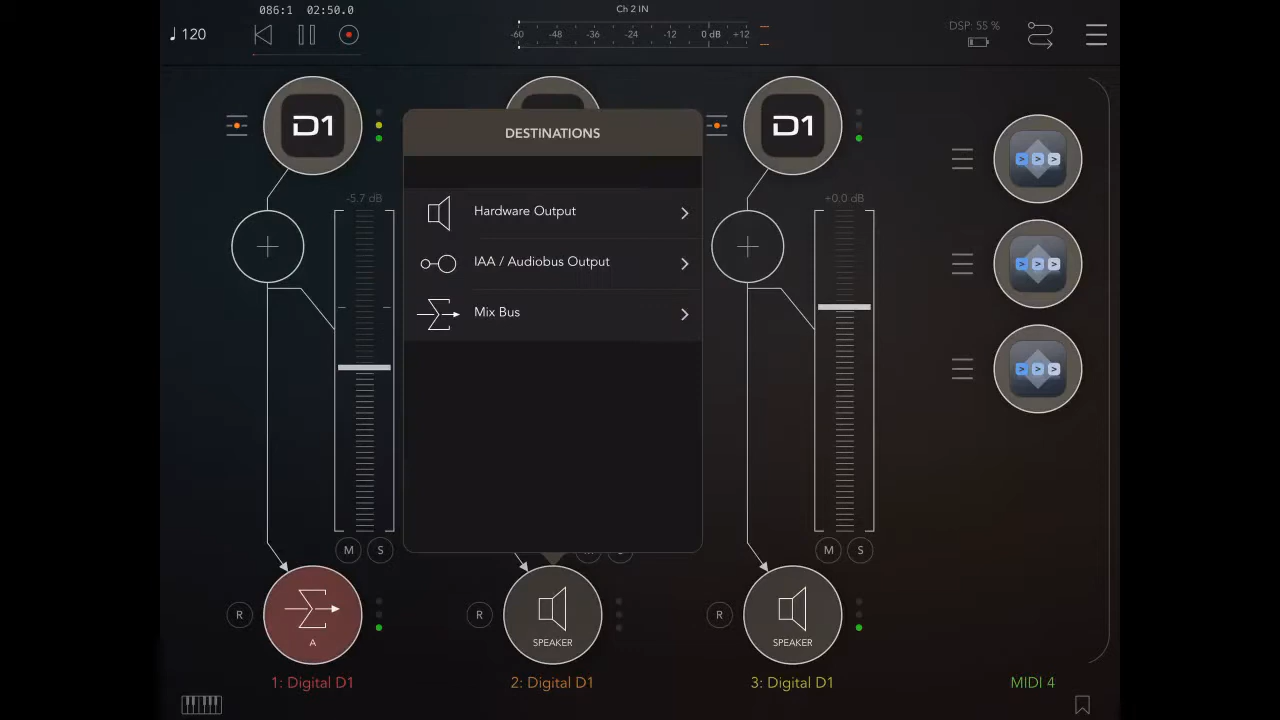 086:1 02:50.0
Ch 2 IN
♩ 120
-60 -48 -36 -24 -12 0 dB +12
DSP: 55 %
D1
DESTINATIONS
D1
-5.7 dB
+0.0 dB
Hardware Output
IAA / Audiobus Output
Mix Bus
> > >
> > >
> > >
M S
M S
R
A
R
SPEAKER
R
SPEAKER
1: Digital D1
2: Digital D1
3: Digital D1
MIDI 4